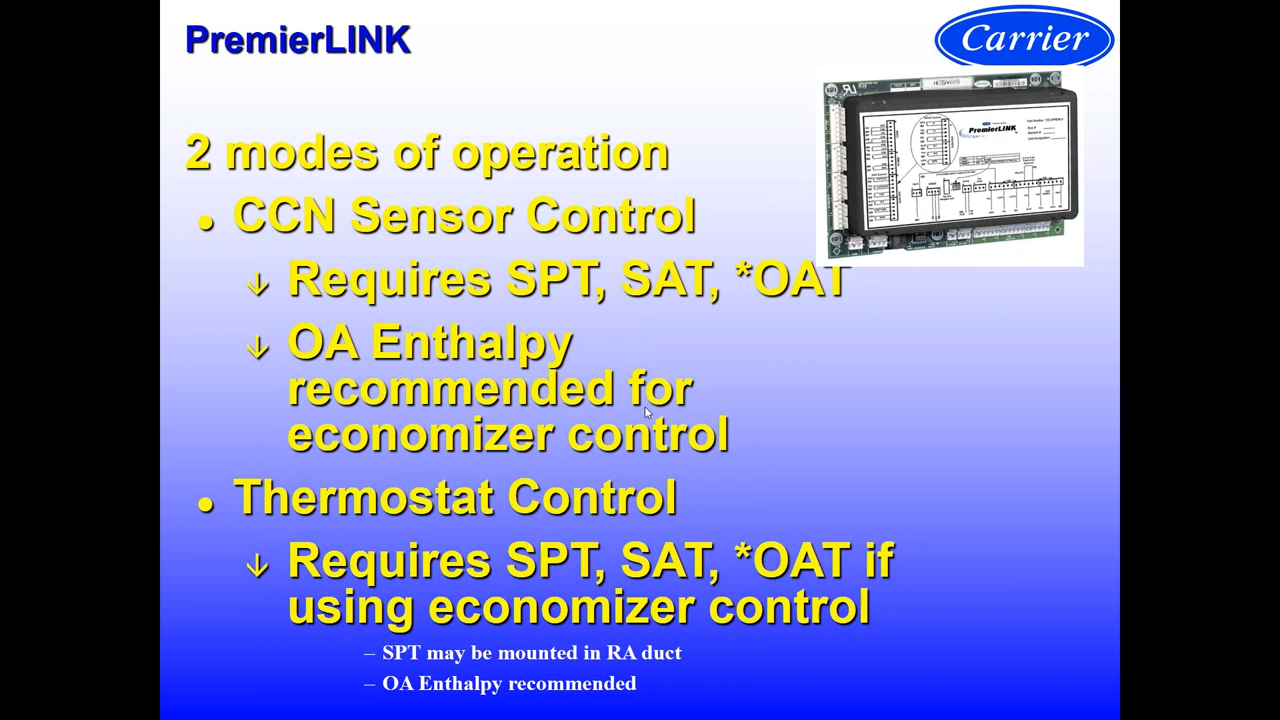 PremierLINK
Carrier
PremierLINK
2 modes of operation
CCN Sensor Control
Requires SPT, SAT, *OAT
OA Enthalpy
recommended for
economizer control
Thermostat Control
Requires SPT, SAT, *OAT if
using economizer control
– SPT may be mounted in RA duct
– OA Enthalpy recommended